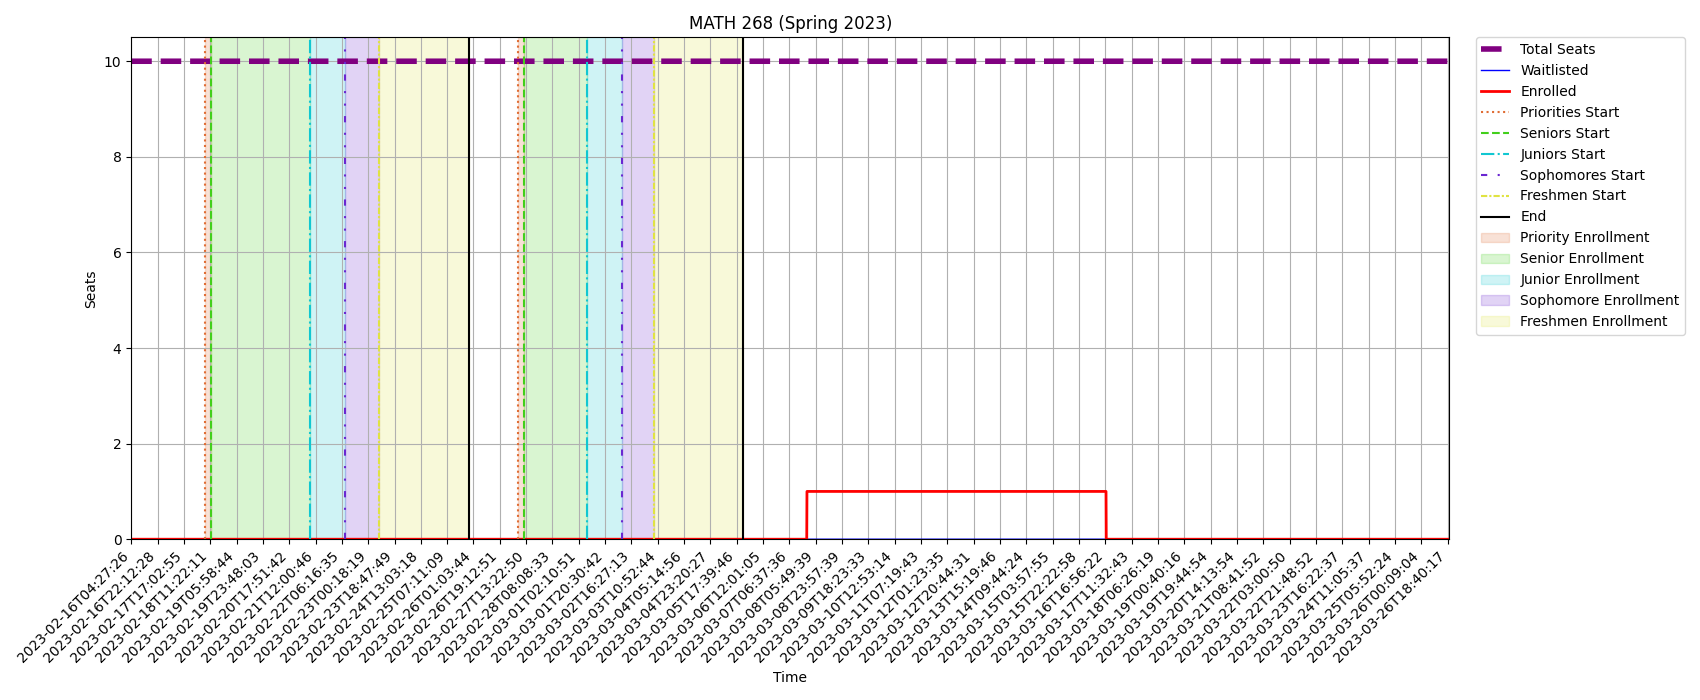 MATH 268 (Spring 2023)
Total Seats
Waitlisted
Enrolled
Priorities Start
Seniors Start
Juniors Start
Sophomores Start
Freshmen Start
End
Priority Enrollment
Senior Enrollment
Junior Enrollment
Sophomore Enrollment
Freshmen Enrollment
Seats
10
8
6
4
2
0
2023-02-16T04:27:26
2023-02-16T22:12:28
2023-02-17T17:02:55
2023-02-18T11:22:11
2023-02-19T05:58:44
2023-02-19T23:48:03
2023-02-20T17:51:42
2023-02-21T12:00:46
2023-02-22T06:16:35
2023-02-23T00:18:19
2023-02-23T18:47:49
2023-02-24T13:03:18
2023-02-25T07:11:09
2023-02-26T01:03:44
2023-02-26T19:12:51
2023-02-27T13:22:50
2023-02-28T08:08:33
2023-03-01T02:10:51
2023-03-01T20:30:42
2023-03-02T16:27:13
2023-03-03T10:52:44
2023-03-04T05:14:56
2023-03-04T23:20:27
2023-03-05T17:39:46
2023-03-06T12:01:05
2023-03-07T06:37:36
2023-03-08T05:49:39
2023-03-08T23:57:39
2023-03-09T18:23:33
2023-03-10T12:53:14
2023-03-11T07:19:43
2023-03-12T01:23:35
2023-03-12T20:44:31
2023-03-13T15:19:46
2023-03-14T09:44:24
2023-03-15T03:57:55
2023-03-15T22:22:58
2023-03-16T16:56:22
2023-03-17T11:32:43
2023-03-18T06:26:19
2023-03-19T00:40:16
2023-03-19T19:44:54
2023-03-20T14:13:54
2023-03-21T08:41:52
2023-03-22T03:00:50
2023-03-22T21:48:52
2023-03-23T16:22:37
2023-03-24T11:05:37
2023-03-25T05:52:24
2023-03-26T00:09:04
2023-03-26T18:40:17
Time